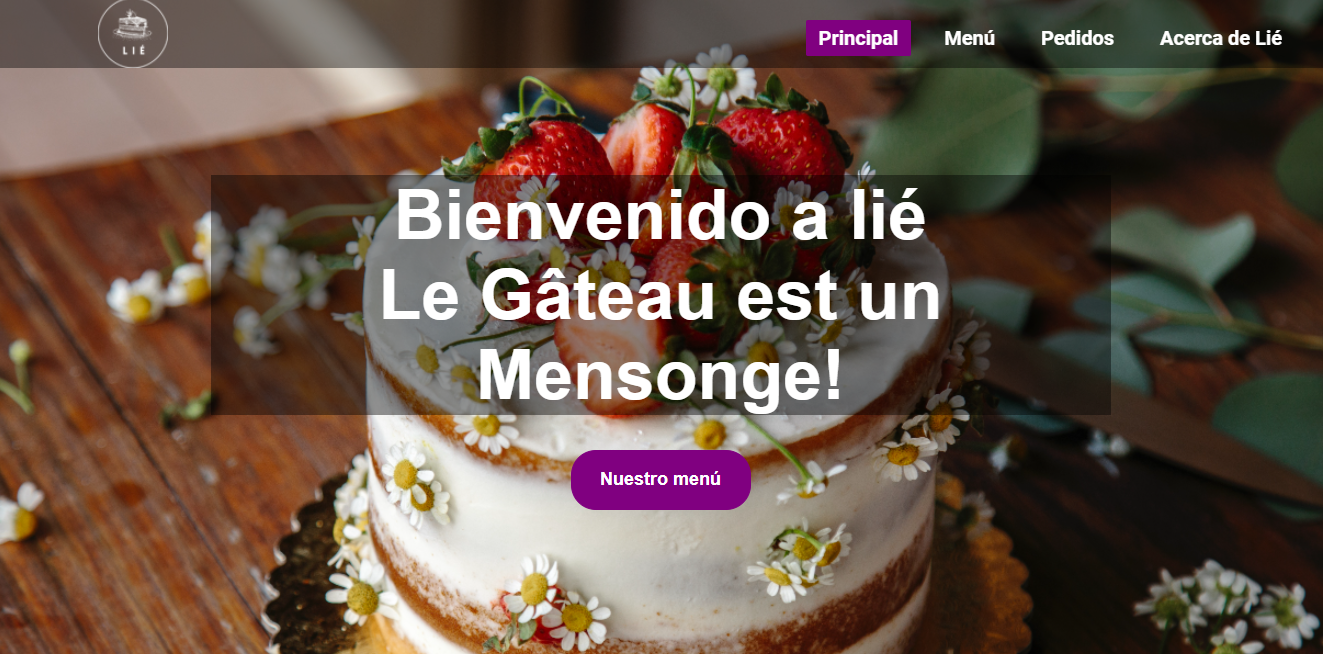 LIÉ
Principal Menú Pedidos Acerca de Lié
Bienvenido a lié
Le Gâteau est un
Mensonge!
Nuestro menú